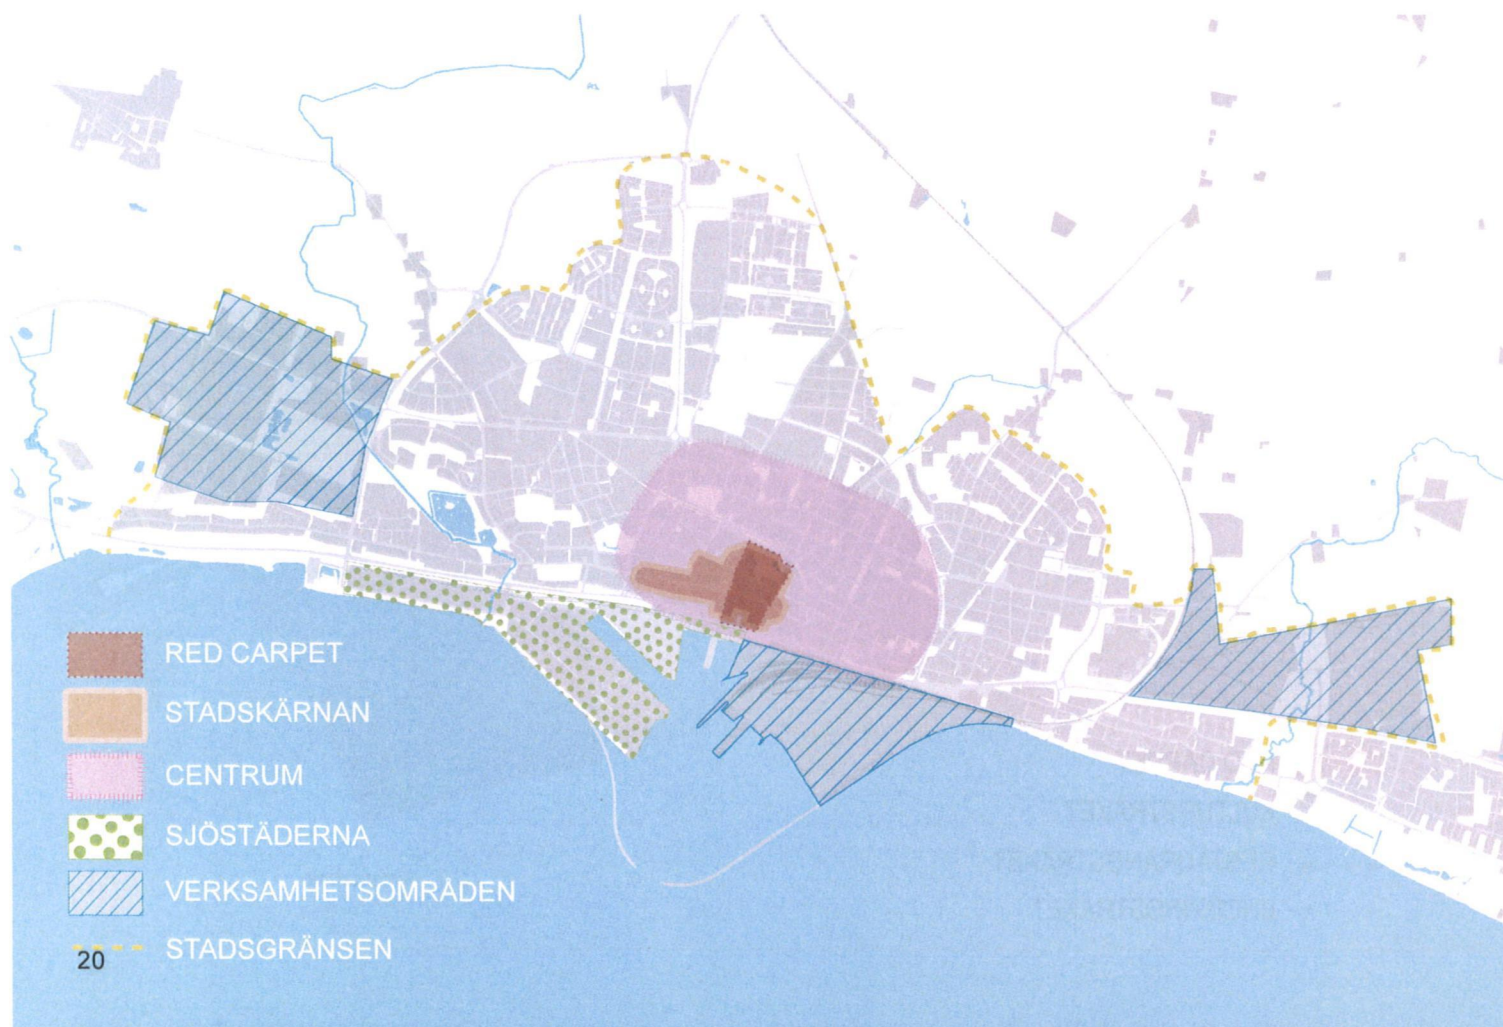 RED CARPET
STADSKÄRNAN
CENTRUM
SJÖSTÄDERNA
VERKSAMHETSOMRÅDEN
STADSGRÄNSEN
20